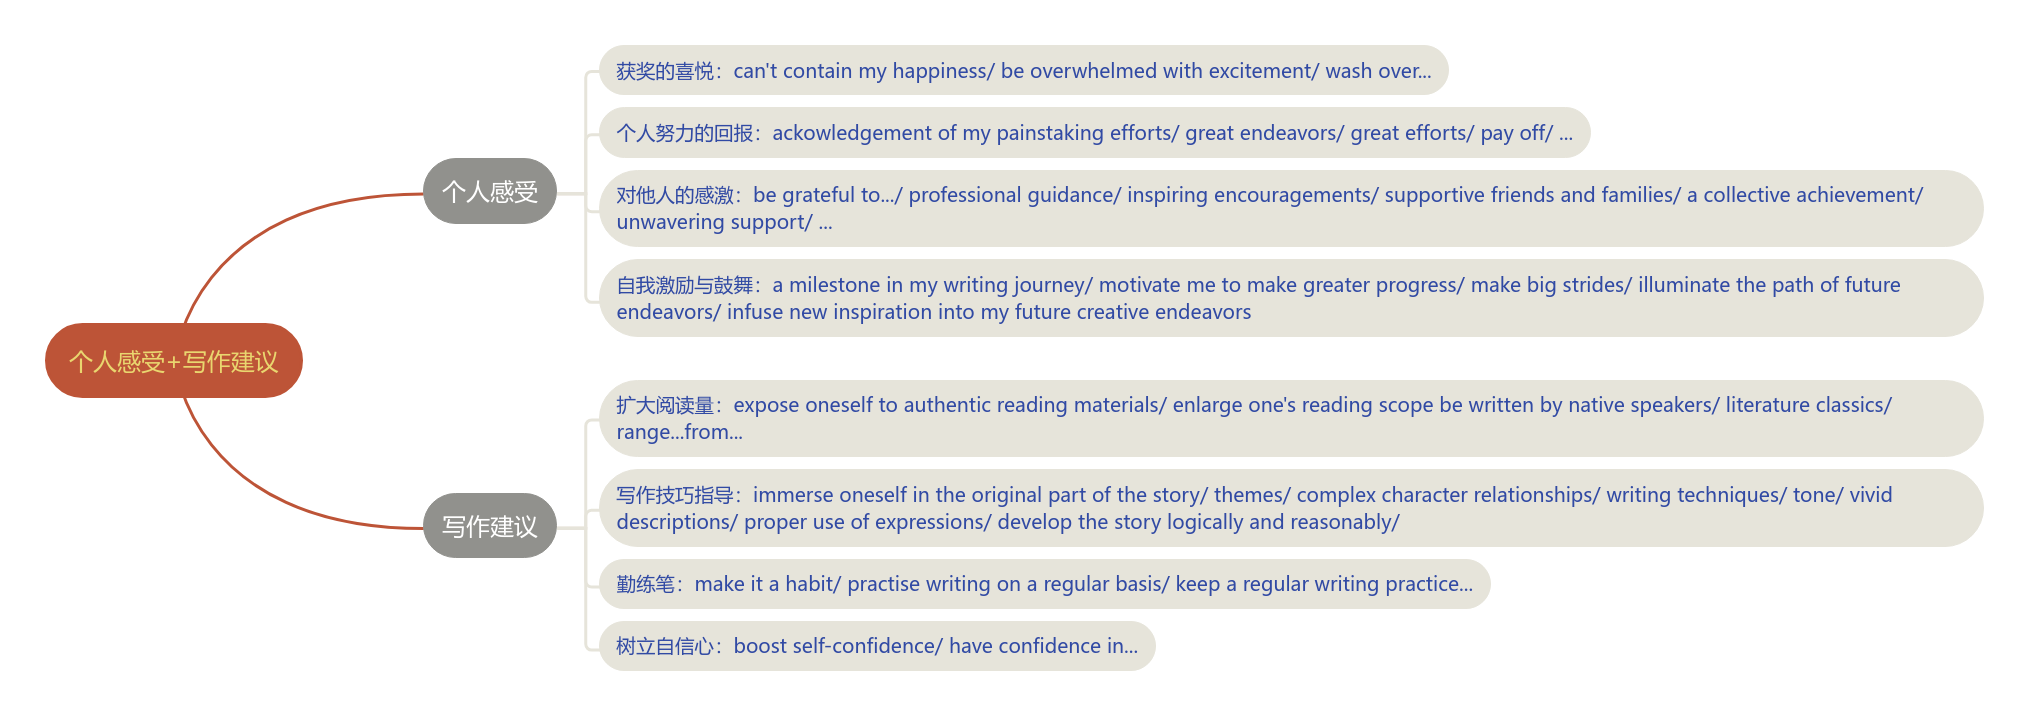 个人感受+写作建议
个人感受
获奖的喜悦：can't contain my happiness/ be overwhelmed with excitement/ wash over...
个人努力的回报：ackowledgement of my painstaking efforts/ great endeavors/ great efforts/ pay off/ ...
对他人的感激：be grateful to.../ professional guidance/ inspiring encouragements/ supportive friends and families/ a collective achievement/
unwavering support/ ...
自我激励与鼓舞：a milestone in my writing journey/ motivate me to make greater progress/ make big strides/ illuminate the path of future
endeavors/ infuse new inspiration into my future creative endeavors
写作建议
扩大阅读量：expose oneself to authentic reading materials/ enlarge one's reading scope be written by native speakers/ literature classics/
range...from...
写作技巧指导：immerse oneself in the original part of the story/ themes/ complex character relationships/ writing techniques/ tone/ vivid
descriptions/ proper use of expressions/ develop the story logically and reasonably/
勤练笔：make it a habit/ practise writing on a regular basis/ keep a regular writing practice...
树立自信心：boost self-confidence/ have confidence in...